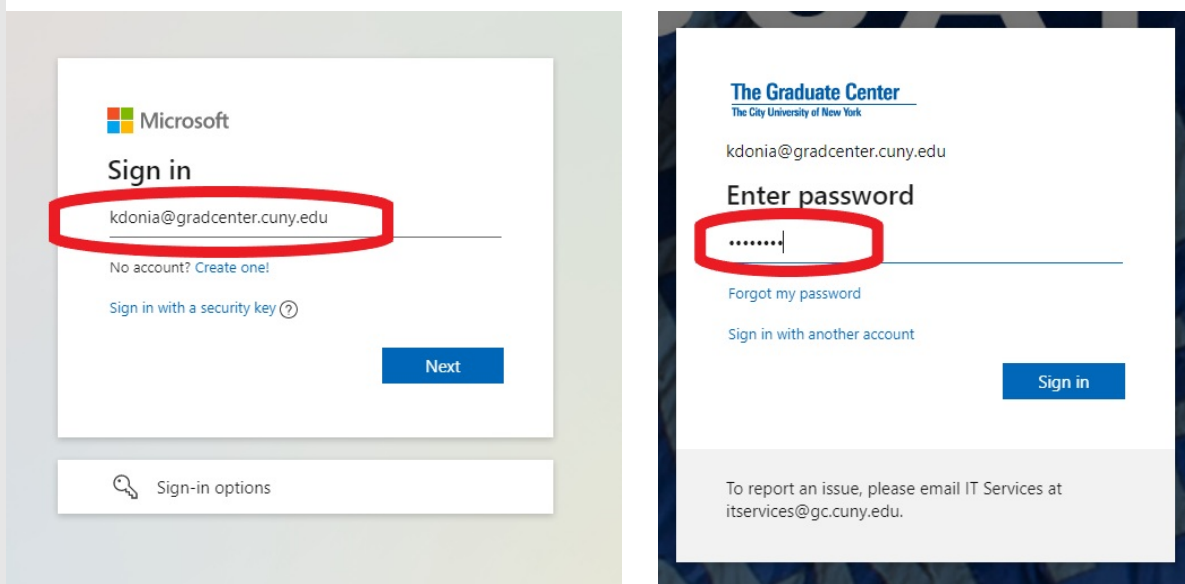 Microsoft
Sign in
kdonia@gradcenter.cuny.edu
No account? Create one!
Sign in with a security key
Next
Sign-in options
The Graduate Center
The City University of New York
kdonia@gradcenter.cuny.edu
Enter password
••••••••
Forgot my password
Sign in with another account
Sign in
To report an issue, please email IT Services at
itservices@gc.cuny.edu.